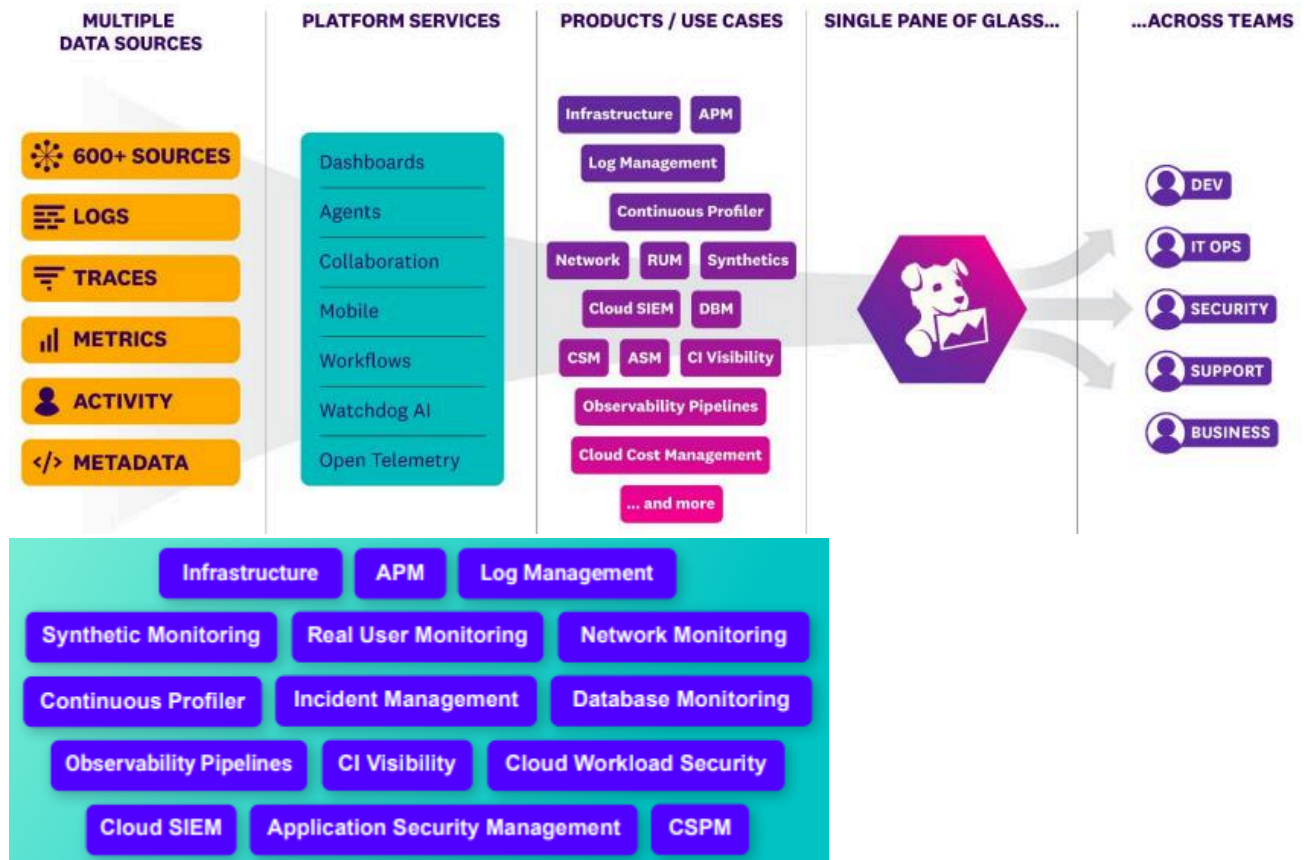 MULTIPLE
DATA SOURCES
600+ SOURCES
LOGS
TRACES
METRICS
ACTIVITY
</> METADATA
PLATFORM SERVICES
Dashboards
Agents
Collaboration
Mobile
Workflows
Watchdog AI
Open Telemetry
PRODUCTS / USE CASES
Infrastructure APM
Log Management
Continuous Profiler
Network RUM Synthetics
Cloud SIEM DBM
CSM ASM CI Visibility
Observability Pipelines
Cloud Cost Management
... and more
SINGLE PANE OF GLASS...
...ACROSS TEAMS
DEV
IT OPS
SECURITY
SUPPORT
BUSINESS
Infrastructure APM Log Management
Synthetic Monitoring Real User Monitoring Network Monitoring
Continuous Profiler Incident Management Database Monitoring
Observability Pipelines CI Visibility Cloud Workload Security
Cloud SIEM Application Security Management CSPM